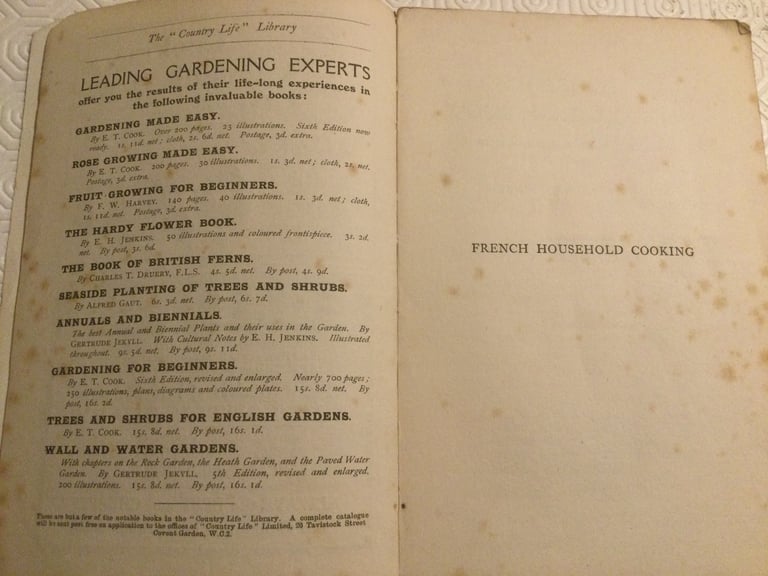 The "Country Life" Library
LEADING GARDENING EXPERTS
offer you the results of their life-long experiences in
the following invaluable books:
GARDENING MADE EASY.
By E. T. COOK. Over 200 pages. 23 illustrations. Sixth Edition now
ready. 1s. 11d. net; cloth, 2s. 6d. net. Postage, 3d. extra.
ROSE GROWING MADE EASY.
By E. T. COOK. 200 pages. 30 illustrations. 1s. 3d. net; cloth, 2s. net.
Postage, 3d. extra.
FRUIT GROWING FOR BEGINNERS.
By F. W. HARVEY. 140 pages. 40 illustrations. 1s. 3d. net; cloth,
1s. 11d. net. Postage, 3d. extra.
THE HARDY FLOWER BOOK.
By E. H. JENKINS. 50 illustrations and coloured frontispiece. 3s. 2d.
net. By post, 3s. 6d.
THE BOOK OF BRITISH FERNS.
By CHARLES T. DRUERY, F.L.S. 4s. 5d. net. By post, 4s. 9d.
SEASIDE PLANTING OF TREES AND SHRUBS.
By ALFRED GAUT. 6s. 3d. net. By post, 6s. 7d.
ANNUALS AND BIENNIALS.
The best Annual and Biennial Plants and their uses in the Garden. By
GERTRUDE JEKYLL. With Cultural Notes by E. H. JENKINS. Illustrated
throughout. 9s. 5d. net. By post, 9s. 11d.
GARDENING FOR BEGINNERS.
By E. T. COOK. Sixth Edition, revised and enlarged. Nearly 700 pages;
250 illustrations, plans, diagrams and coloured plates. 15s. 8d. net. By
post, 16s. 2d.
TREES AND SHRUBS FOR ENGLISH GARDENS.
By E. T. COOK. 15s. 8d. net. By post, 16s. 1d.
WALL AND WATER GARDENS.
With chapters on the Rock Garden, the Heath Garden, and the Paved Water
Garden. By GERTRUDE JEKYLL. 5th Edition, revised and enlarged.
200 illustrations. 15s. 8d. net. By post, 16s. 1d.
These are but a few of the notable books in the "Country Life" Library. A complete catalogue
will be sent post free on application to the offices of "Country Life" Limited, 20 Tavistock Street
Covent Garden, W.C.2.
FRENCH HOUSEHOLD COOKING